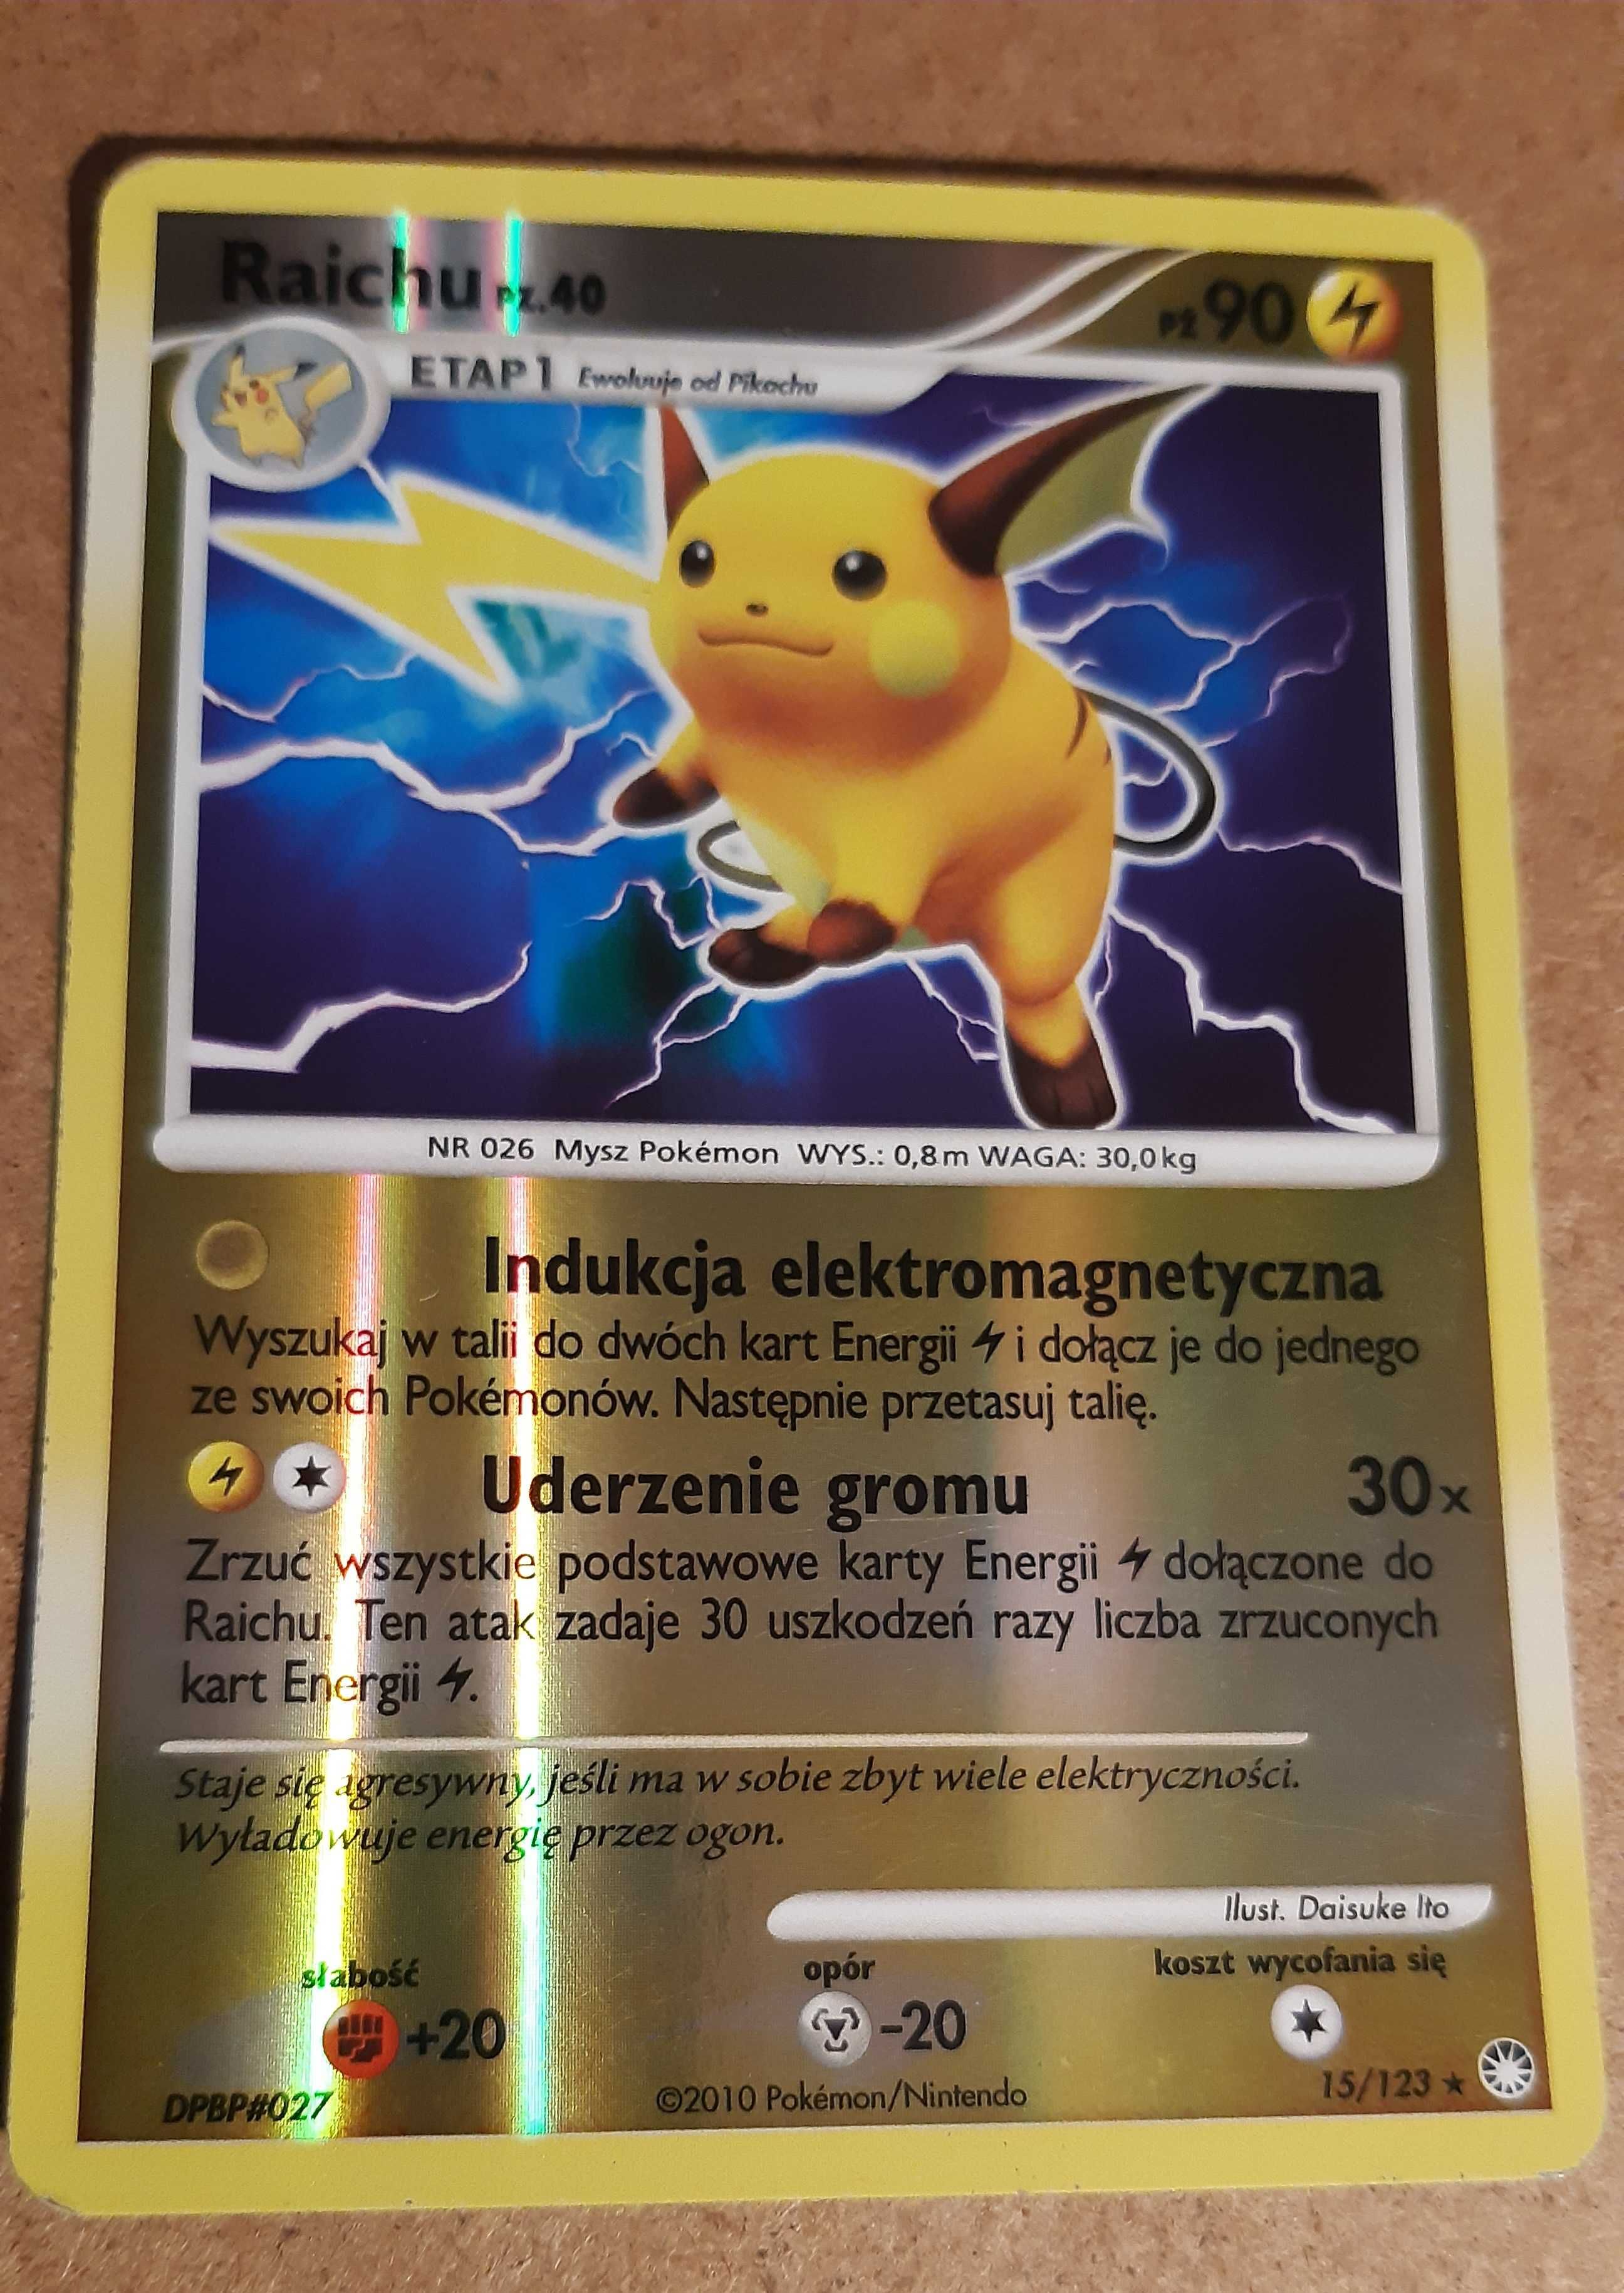 Raichu PZ.40
PŻ 90
ETAP 1 Ewoluuje od Pikachu
NR 026 Mysz Pokémon WYS.: 0,8m WAGA: 30,0kg
Indukcja elektromagnetyczna
Wyszukaj w talii do dwóch kart Energii i dołącz je do jednego
ze swoich Pokémonów. Następnie przetasuj talię.
Uderzenie gromu 30x
Zrzuć wszystkie podstawowe karty Energii dołączone do
Raichu. Ten atak zadaje 30 uszkodzeń razy liczba zrzuconych
kart Energii .
Staje się agresywny, jeśli ma w sobie zbyt wiele elektryczności.
Wyładowuje energię przez ogon.
Ilust. Daisuke Ito
słabość opór koszt wycofania się
+20 -20
DPBP#027 ©2010 Pokémon/Nintendo 15/123 ★